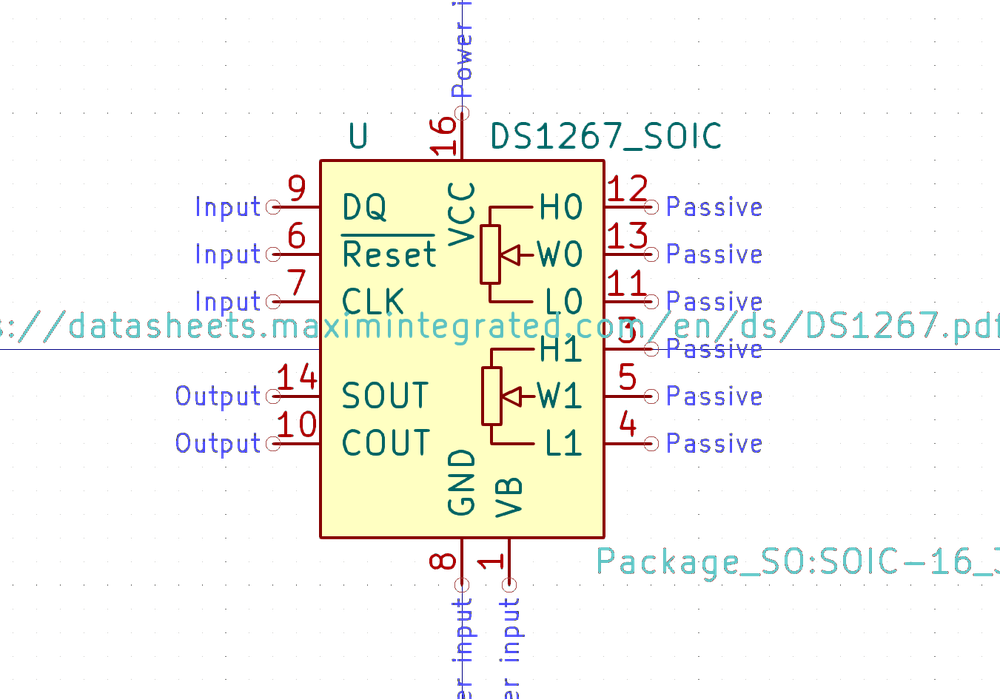 Power i
16
U DS1267_SOIC
VCC
Input 9 DQ H0 12 Passive
Input 6 Reset W0 13 Passive
Input 7 CLK L0 11 Passive
s://datasheets.maximintegrated.com/en/ds/DS1267.pdf
H1 3 Passive
Output 14 SOUT W1 5 Passive
Output 10 COUT L1 4 Passive
GND VB
8 1
Package_SO:SOIC-16_
er input er input